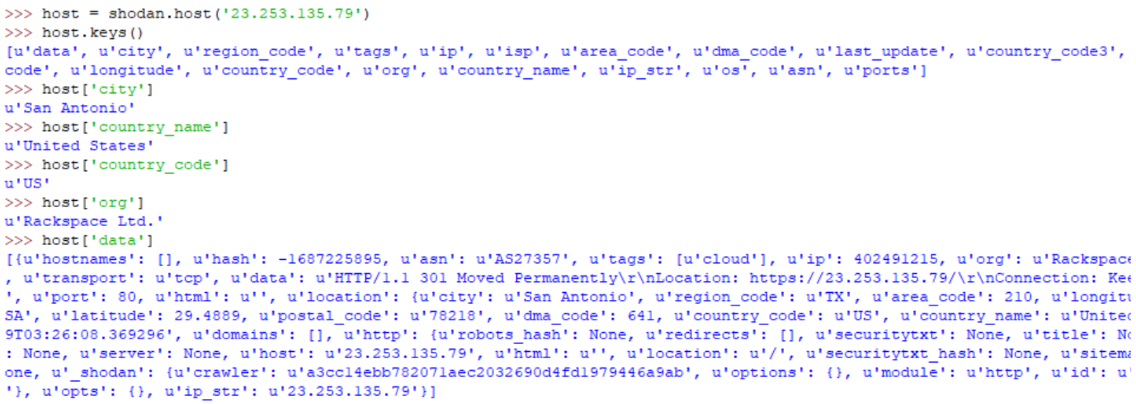 >>> host = shodan.host('23.253.135.79')
>>> host.keys()
[u'data', u'city', u'region_code', u'tags', u'ip', u'isp', u'area_code', u'dma_code', u'last_update', u'country_code3',
code', u'longitude', u'country_code', u'org', u'country_name', u'ip_str', u'os', u'asn', u'ports']
>>> host['city']
u'San Antonio'
>>> host['country_name']
u'United States'
>>> host['country_code']
u'US'
>>> host['org']
u'Rackspace Ltd.'
>>> host['data']
[{u'hostnames': [], u'hash': -1687225895, u'asn': u'AS27357', u'tags': [u'cloud'], u'ip': 402491215, u'org': u'Rackspace
, u'transport': u'tcp', u'data': u'HTTP/1.1 301 Moved Permanently\r\nLocation: https://23.253.135.79/\r\nConnection: Kee
', u'port': 80, u'html': u'', u'location': {u'city': u'San Antonio', u'region_code': u'TX', u'area_code': 210, u'longitu
SA', u'latitude': 29.4889, u'postal_code': u'78218', u'dma_code': 641, u'country_code': u'US', u'country_name': u'United
9T03:26:08.369296', u'domains': [], u'http': {u'robots_hash': None, u'redirects': [], u'securitytxt': None, u'title': No
: None, u'server': None, u'host': u'23.253.135.79', u'html': u'', u'location': u'/', u'securitytxt_hash': None, u'sitema
one, u'_shodan': {u'crawler': u'a3cc14ebb782071aec2032690d4fd1979446a9ab', u'options': {}, u'module': u'http', u'id': u'
'}, u'opts': {}, u'ip_str': u'23.253.135.79'}]